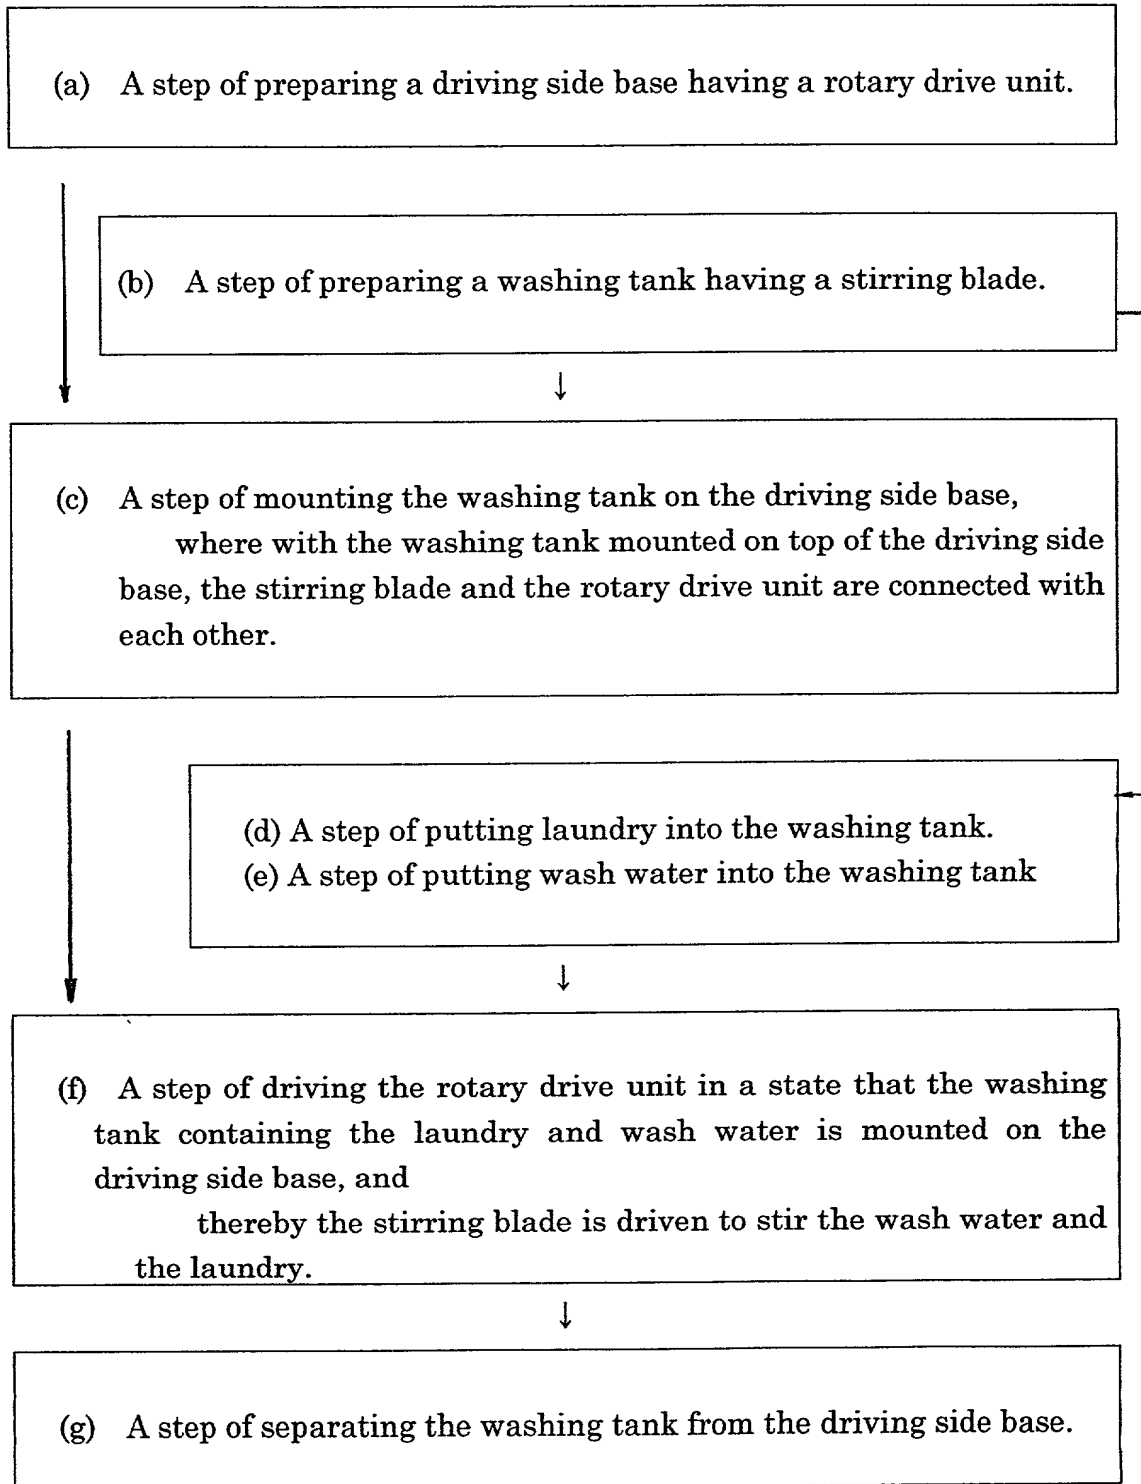 (a) A step of preparing a driving side base having a rotary drive unit.
(b) A step of preparing a washing tank having a stirring blade.
↓
(c) A step of mounting the washing tank on the driving side base,
where with the washing tank mounted on top of the driving side
base, the stirring blade and the rotary drive unit are connected with
each other.
(d) A step of putting laundry into the washing tank.
(e) A step of putting wash water into the washing tank
↓
(f) A step of driving the rotary drive unit in a state that the washing
tank containing the laundry and wash water is mounted on the
driving side base, and
thereby the stirring blade is driven to stir the wash water and
the laundry.
↓
(g) A step of separating the washing tank from the driving side base.